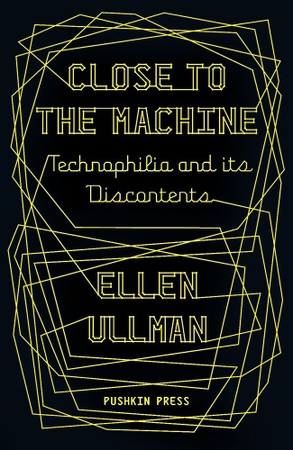 CLOSE TO
THE MACHINE
Technophilia and its
Discontents
ELLEN
ULLMAN
PUSHKIN PRESS